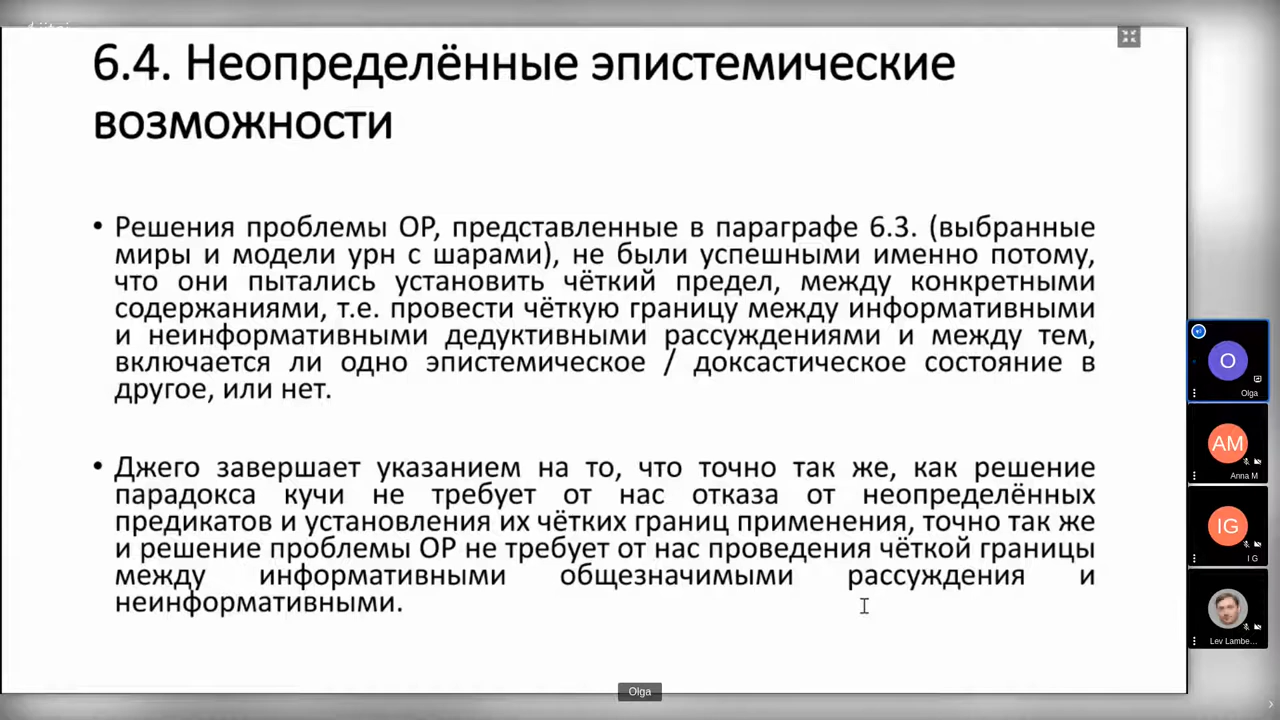 6.4. Неопределённые эпистемические
возможности
• Решения проблемы ОР, представленные в параграфе 6.3. (выбранные
миры и модели урн с шарами), не были успешными именно потому,
что они пытались установить чёткий предел, между конкретными
содержаниями, т.е. провести чёткую границу между информативными
и неинформативными дедуктивными рассуждениями и между тем,
включается ли одно эпистемическое / доксастическое состояние в
другое, или нет.
• Джего завершает указанием на то, что точно так же, как решение
парадокса кучи не требует от нас отказа от неопределённых
предикатов и установления их чётких границ применения, точно так же
и решение проблемы ОР не требует от нас проведения чёткой границы
между информативными общезначимыми рассуждения и
неинформативными.
O
Olga
AM
Anna M
IG
I G
Lev Lambe...
Olga